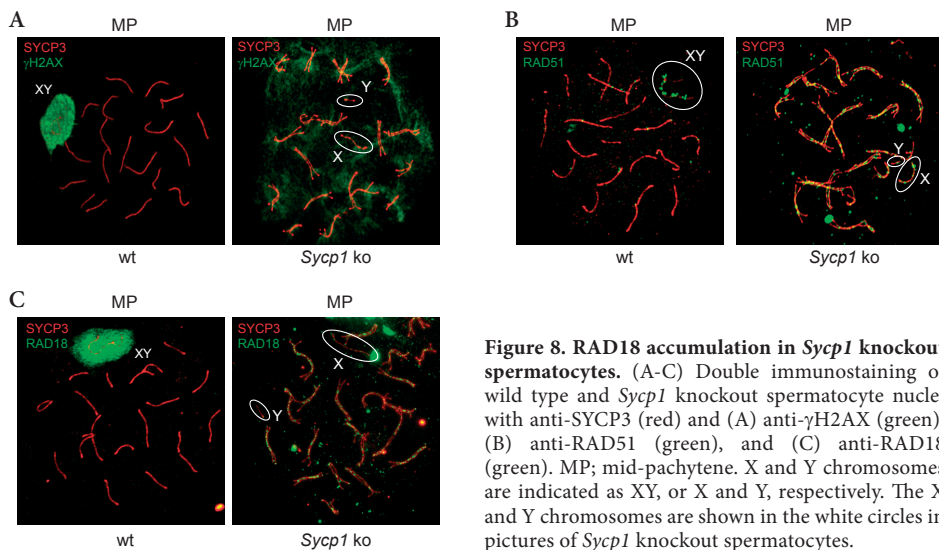 A
MP
MP
SYCP3
γH2AX
XY
SYCP3
γH2AX
Y
X
wt
Sycp1 ko
B
MP
MP
SYCP3
RAD51
XY
SYCP3
RAD51
Y
X
wt
Sycp1 ko
C
MP
MP
SYCP3
RAD18
XY
SYCP3
RAD18
X
Y
wt
Sycp1 ko
Figure 8. RAD18 accumulation in Sycp1 knockout
spermatocytes. (A-C) Double immunostaining o
wild type and Sycp1 knockout spermatocyte nucle
with anti-SYCP3 (red) and (A) anti-γH2AX (green)
(B) anti-RAD51 (green), and (C) anti-RAD18
(green). MP; mid-pachytene. X and Y chromosomes
are indicated as XY, or X and Y, respectively. The X
and Y chromosomes are shown in the white circles in
pictures of Sycp1 knockout spermatocytes.